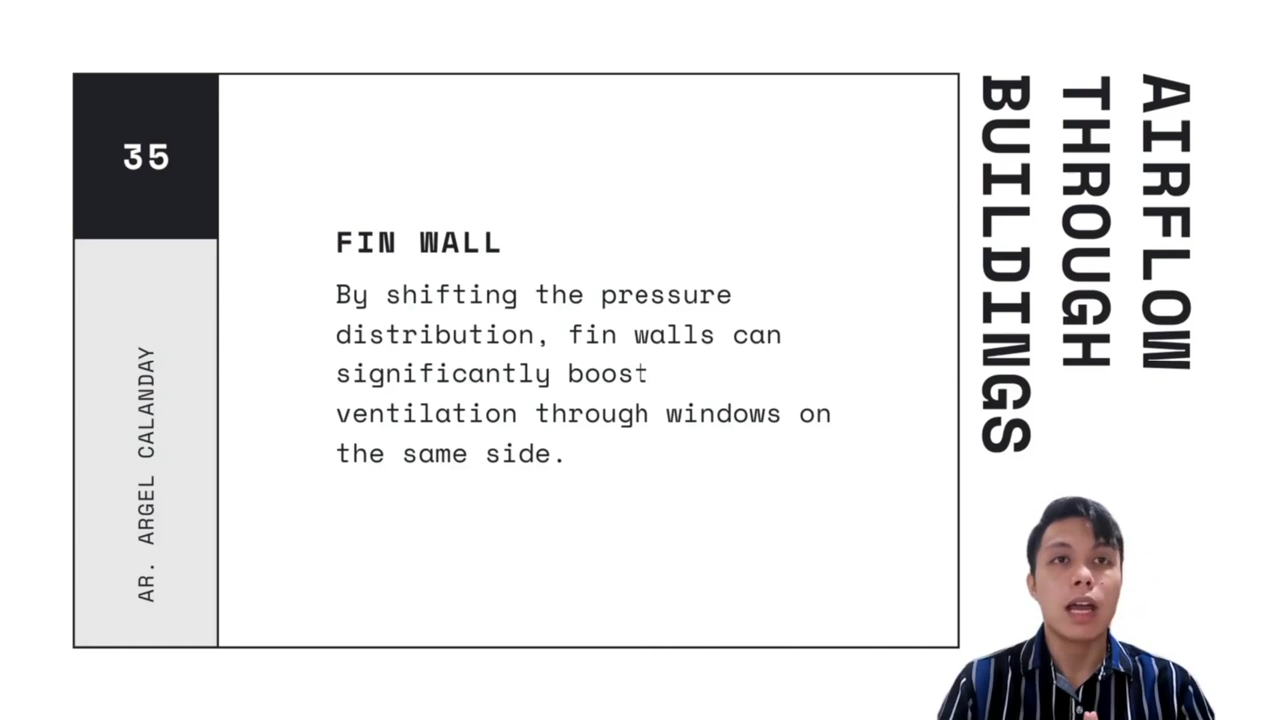 35
AR. ARGEL CALANDAY
FIN WALL
By shifting the pressure
distribution, fin walls can
significantly boost
ventilation through windows on
the same side.
AIRFLOW
THROUGH
BUILDINGS